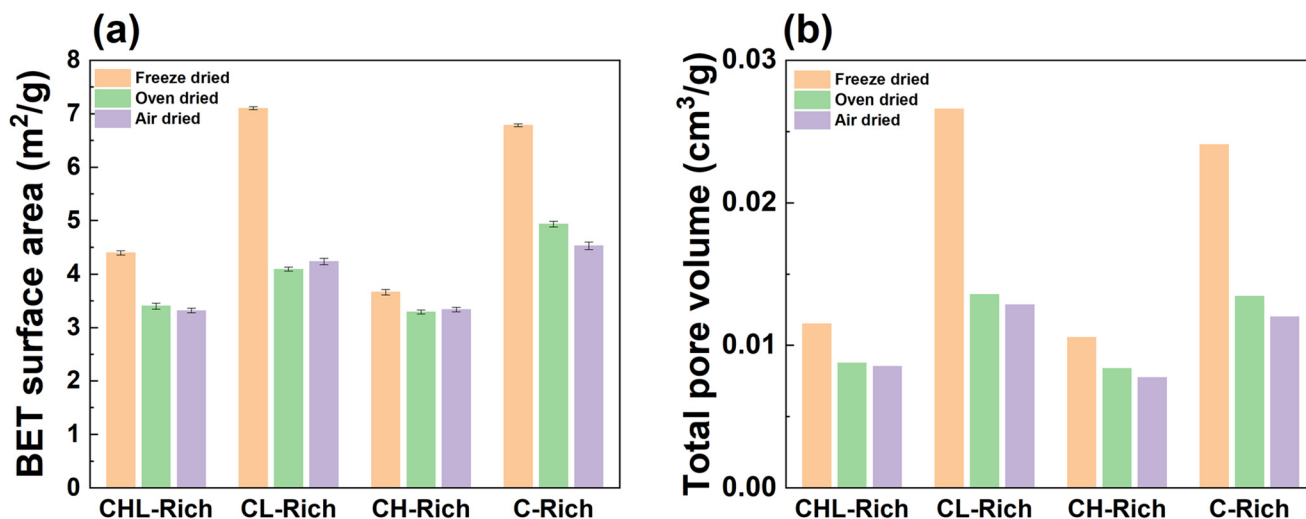 (a)
BET surface area (m²/g)
8
7
6
5
4
3
2
1
0
Freeze dried
Oven dried
Air dried
CHL-Rich CL-Rich CH-Rich C-Rich
(b)
Total pore volume (cm³/g)
0.03
0.02
0.01
0.00
Freeze dried
Oven dried
Air dried
CHL-Rich CL-Rich CH-Rich C-Rich